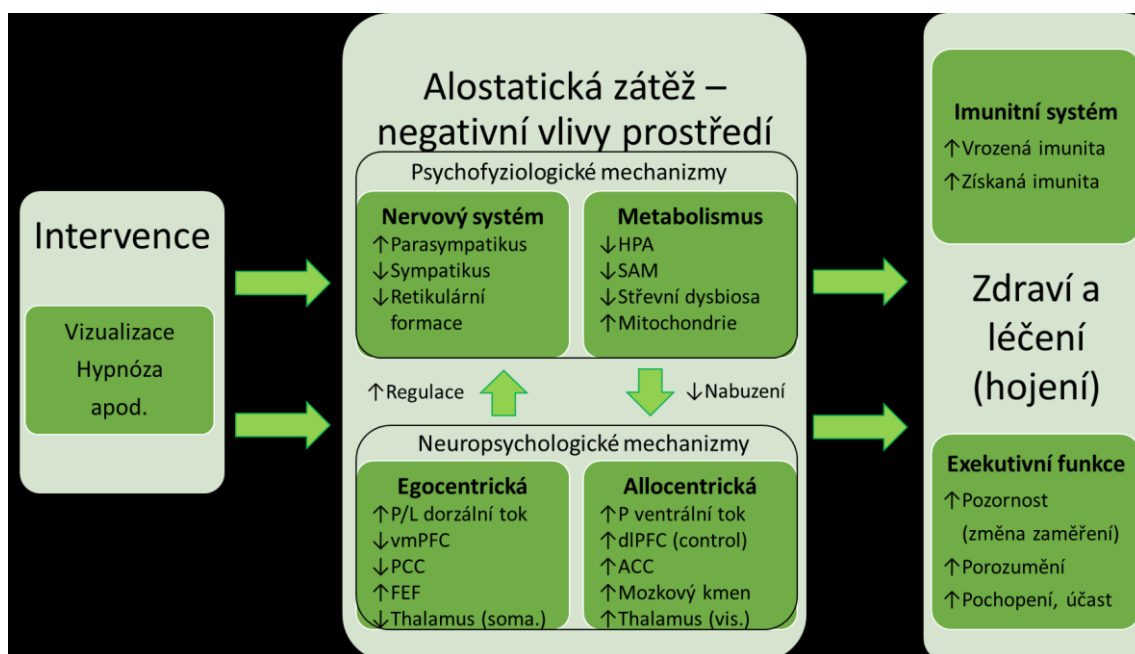 Intervence
Vizualizace
Hypnóza
apod.
Alostatická zátěž –
negativní vlivy prostředí
Psychofyziologické mechanizmy
Nervový systém
↑Parasympatikus
↓Sympatikus
↓Retikulární
formace
Metabolismus
↓HPA
↓SAM
↓Střevní dysbiosa
↑Mitochondrie
↑Regulace
↓Nabuzení
Neuropsychologické mechanizmy
Egocentrická
↑P/L dorzální tok
↓vmPFC
↓PCC
↑FEF
↓Thalamus (soma.)
Allocentrická
↑P ventrální tok
↑dlPFC (control)
↑ACC
↑Mozkový kmen
↑Thalamus (vis.)
Imunitní systém
↑Vrozená imunita
↑Získaná imunita
Zdraví a
léčení
(hojení)
Exekutivní funkce
↑Pozornost
(změna zaměření)
↑Porozumění
↑Pochopení, účast